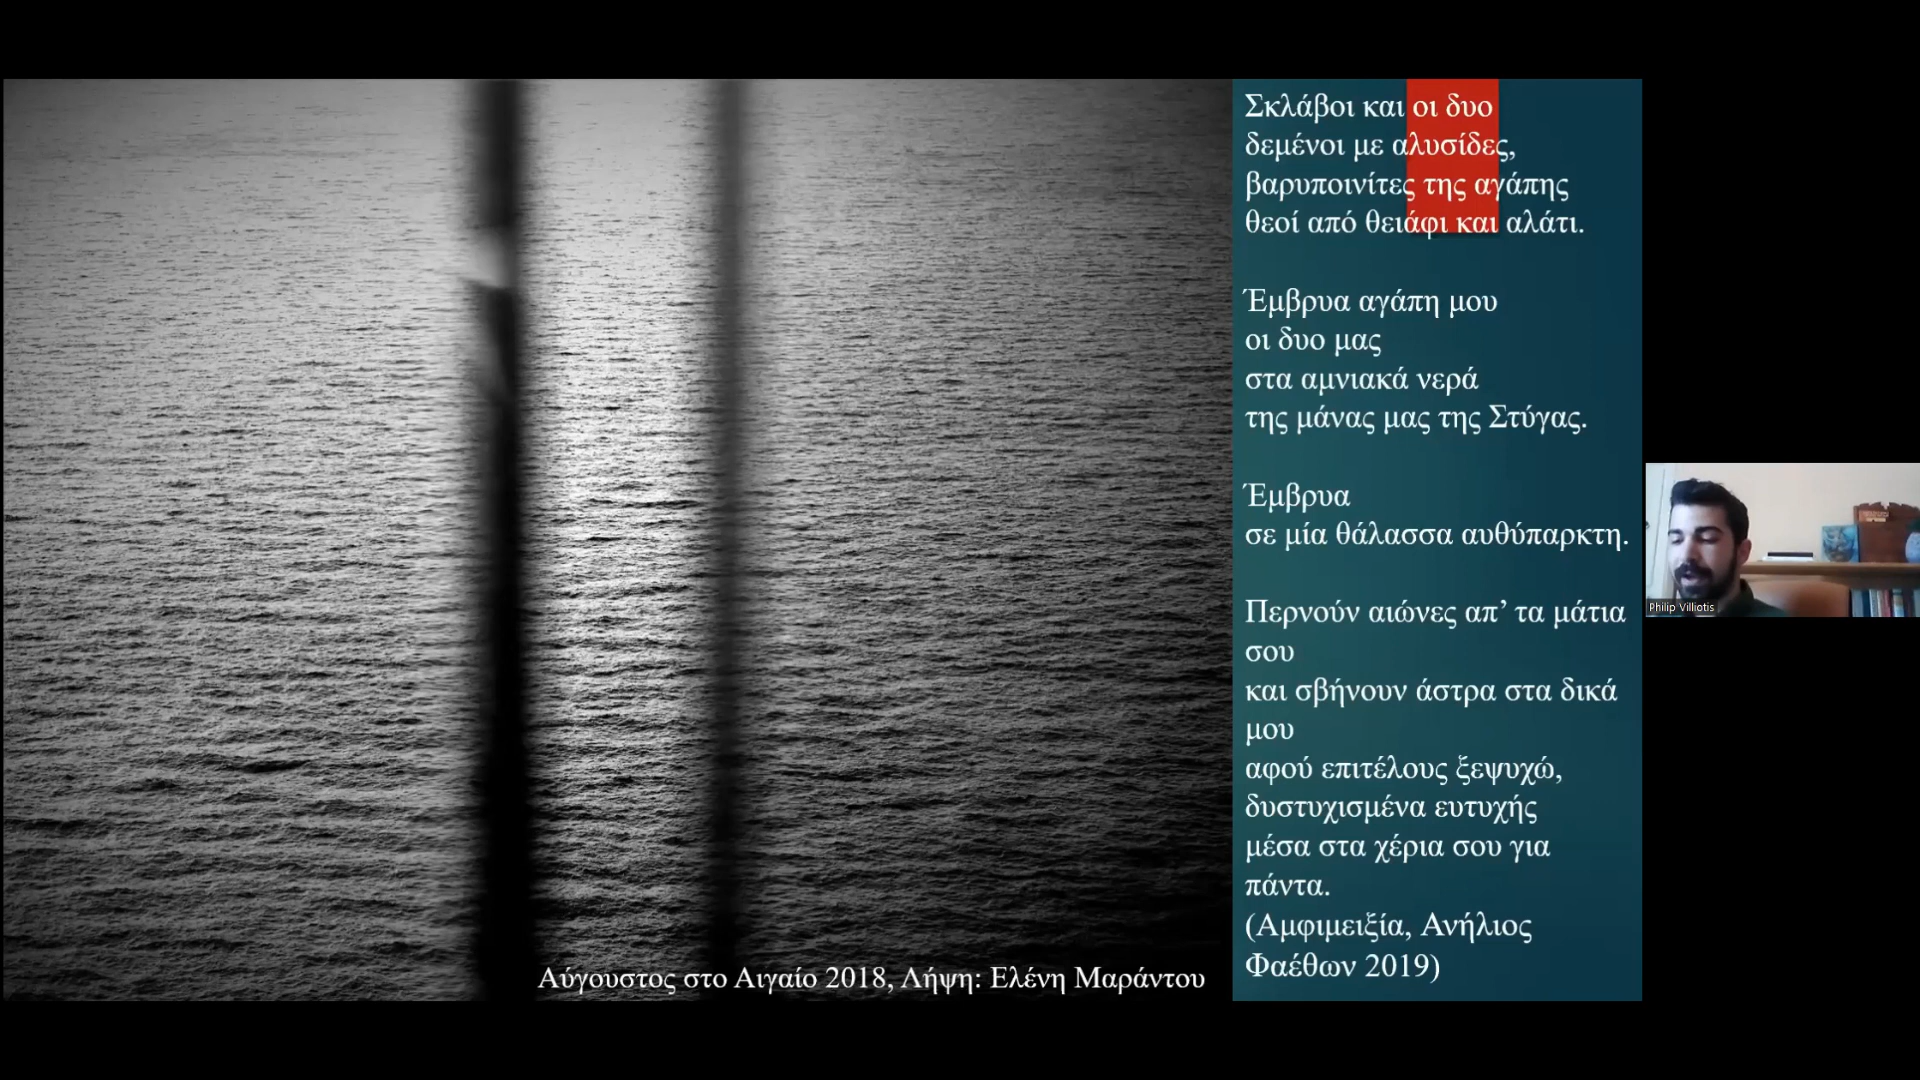 Σκλάβοι και οι δυο
δεμένοι με αλυσίδες,
βαρυποινίτες της αγάπης
θεοί από θειάφι και αλάτι.
Έμβρυα αγάπη μου
οι δυο μας
στα αμνιακά νερά
της μάνας μας της Στύγας.
Έμβρυα
σε μία θάλασσα αυθύπαρκτη.
Περνούν αιώνες απ’ τα μάτια
σου
και σβήνουν άστρα στα δικά
μου
αφού επιτέλους ξεψυχώ,
δυστυχισμένα ευτυχής
μέσα στα χέρια σου για
πάντα.
(Αμφιμειξία, Ανήλιος
Φαέθων 2019)
Αύγουστος στο Αιγαίο 2018, Λήψη: Ελένη Μαράντου
Philip Villiotis